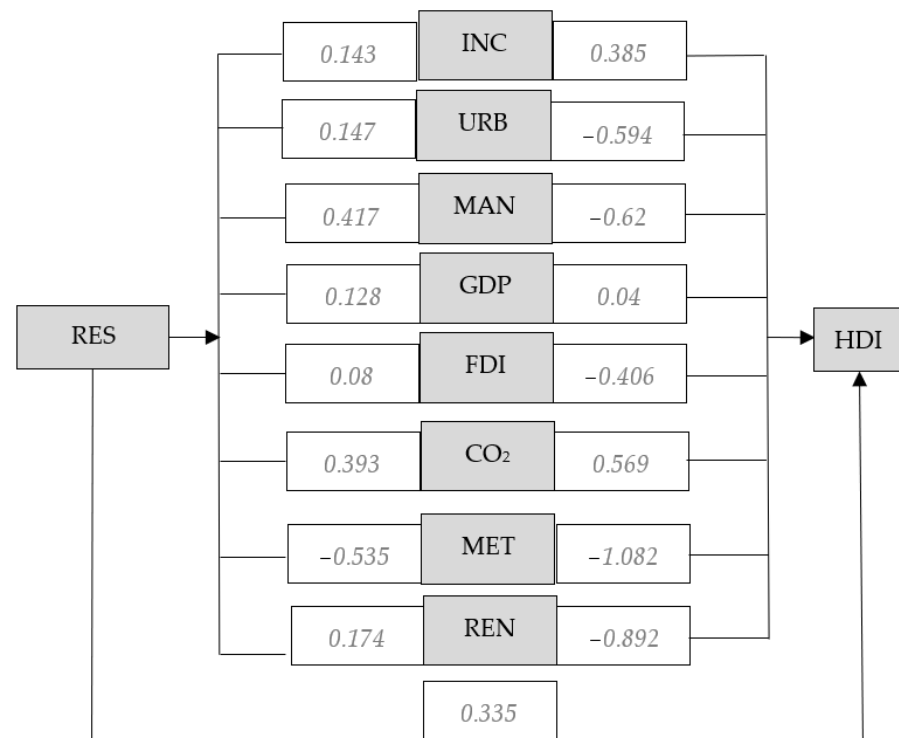 0.143 INC 0.385
0.147 URB −0.594
0.417 MAN −0.62
0.128 GDP 0.04
RES
HDI
0.08 FDI −0.406
0.393 CO₂ 0.569
−0.535 MET −1.082
0.174 REN −0.892
0.335